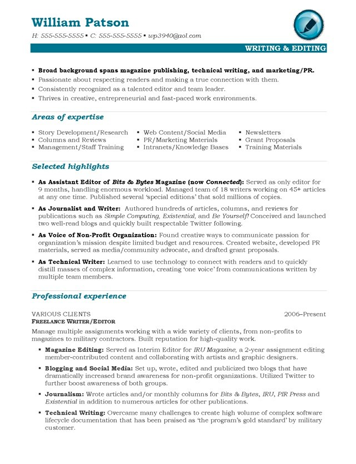 William Patson
H: 555-555-5555 • C: 555-555-5555 • wp3940@aol.com
WRITING & EDITING
• Broad background spans magazine publishing, technical writing, and marketing/PR.
• Passionate about respecting readers and making a true connection with them.
• Consistently recognized as a talented editor and team leader.
• Thrives in creative, entrepreneurial and fast-paced work environments.
Areas of expertise
• Story Development/Research • Web Content/Social Media • Newsletters
• Columns and Reviews • PR/Marketing Materials • Grant Proposals
• Management/Staff Training • Intranets/Knowledge Bases • Training Materials
Selected highlights
• As Assistant Editor of Bits & Bytes Magazine (now Connected): Served as only editor for
9 months, handling enormous workload. Managed team of 18 writers working on 45+ articles
at any one time. Published several ‘special editions’ that sold millions of copies.
• As Journalist and Writer: Authored hundreds of articles, columns, and reviews for
publications such as Simple Computing, Existential, and Be Yourself! Conceived and launched
two well-read blogs and quickly built respectable Twitter following.
• As Voice of Non-Profit Organization: Found creative ways to communicate passion for
organization’s mission despite limited budget and resources. Created website, developed PR
materials, served as media/community liaison, and produced print/email newsletters.
• As Technical Writer: Learned to use technology to connect with readers and to quickly
distill masses of complex information, creating ‘one voice’ from communications written by
multiple team members.
Professional experience
VARIOUS CLIENTS 2006–Present
FREELANCE WRITER/EDITOR
Manage multiple assignments working with a wide variety of clients, from non-profits
to military contractors. Built reputation for high-quality work.
• Magazine Editing: Served as Interim Editor for IRU Magazine, a 2-year assignment editing
member-contributed content and collaborating with artists and graphic designers.
• Blogging and Social Media: Set up, wrote, edited and publicized two blogs that have
dramatically increased brand awareness for non-profit organizations. Utilized Twitter to
further boost awareness of both groups.
• Journalism: Wrote articles and/or monthly columns for Bits & Bytes, IRU, PIR Press and
Existential in addition to numerous other publications.
• Technical Writing: Overcame many challenges to create high volume of complex software
lifecycle documentation that has been praised as ‘the program’s gold standard’ by military
customer.